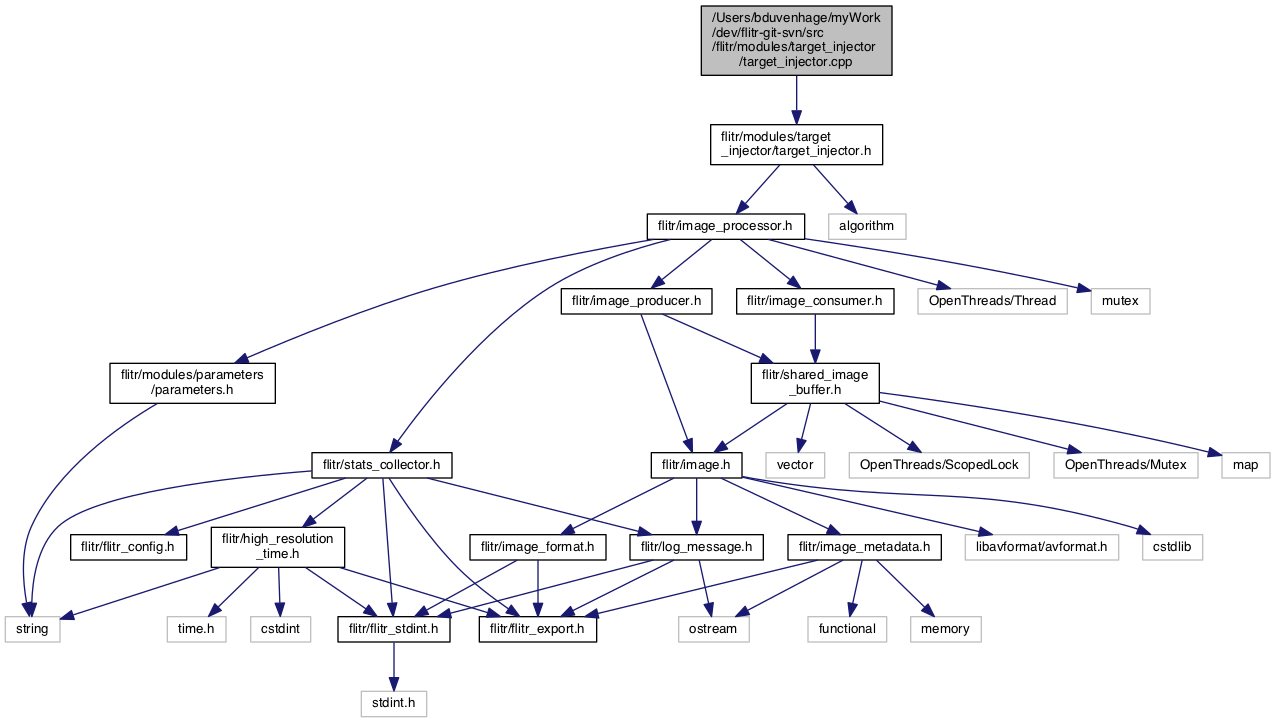 /Users/bduvenhage/myWork
/dev/flitr-git-svn/src
/flitr/modules/target_injector
/target_injector.cpp
flitr/modules/target
_injector/target_injector.h
flitr/image_processor.h
algorithm
flitr/image_producer.h
flitr/image_consumer.h
OpenThreads/Thread
mutex
flitr/modules/parameters
/parameters.h
flitr/shared_image
_buffer.h
flitr/stats_collector.h
flitr/image.h
vector
OpenThreads/ScopedLock
OpenThreads/Mutex
map
flitr/flitr_config.h
flitr/high_resolution
_time.h
flitr/image_format.h
flitr/log_message.h
flitr/image_metadata.h
libavformat/avformat.h
cstdlib
string
time.h
cstdint
flitr/flitr_stdint.h
flitr/flitr_export.h
ostream
functional
memory
stdint.h